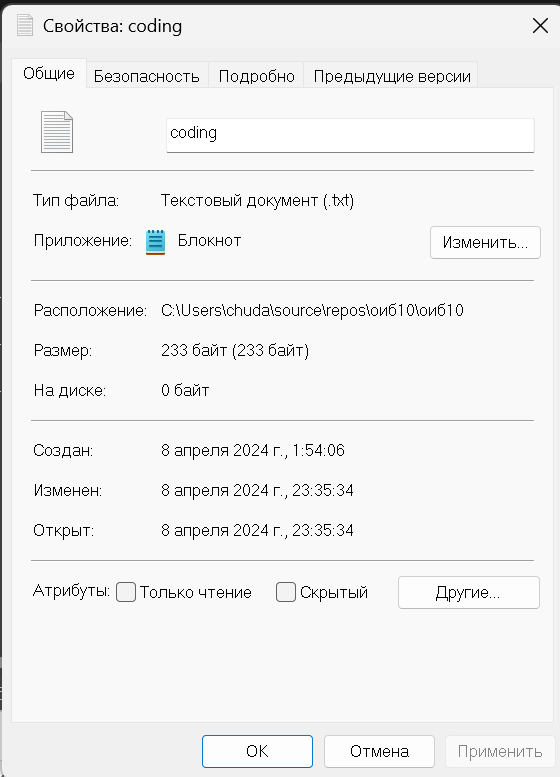 Свойства: coding
Общие Безопасность Подробно Предыдущие версии
coding
Тип файла: Текстовый документ (.txt)
Приложение: Блокнот Изменить...
Расположение: C:\Users\chuda\source\repos\оиб10\оиб10
Размер: 233 байт (233 байт)
На диске: 0 байт
Создан: 8 апреля 2024 г., 1:54:06
Изменен: 8 апреля 2024 г., 23:35:34
Открыт: 8 апреля 2024 г., 23:35:34
Атрибуты: Только чтение Скрытый Другие...
ОК Отмена Применить